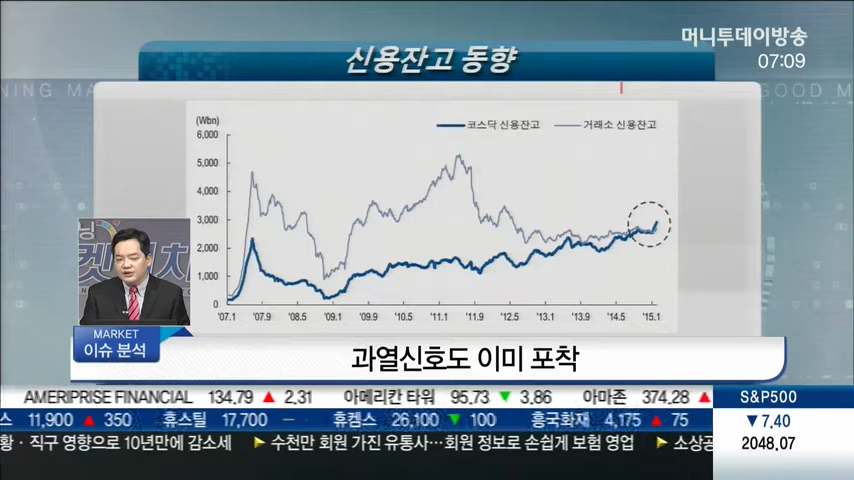 머니투데이방송
07:09
신용잔고 동향
NING MAR
GOOD M
(Wbn)
코스닥 신용잔고
거래소 신용잔고
6,000
5,000
4,000
3,000
2,000
1,000
0
'07.1 '07.9 '08.5 '09.1 '09.9 '10.5 '11.1 '11.9 '12.5 '13.1 '13.9 '14.5 '15.1
MARKET
이슈 분석
과열신호도 이미 포착
AMERIPRISE FINANCIAL 134.79 ▲ 2.31 아메리칸 타워 95.73 ▼ 3.86 아마존 374.28 ▲
스 11,900 ▲ 350 휴스틸 17,700 － 휴켐스 26,100 ▼ 100 흥국화재 4,175 ▲ 75
황·직구 영향으로 10년만에 감소세 ▶ 수천만 회원 가진 유통사…회원 정보로 손쉽게 보험 영업 ▶ 소상공
S&P500
▼7.40
2048.07